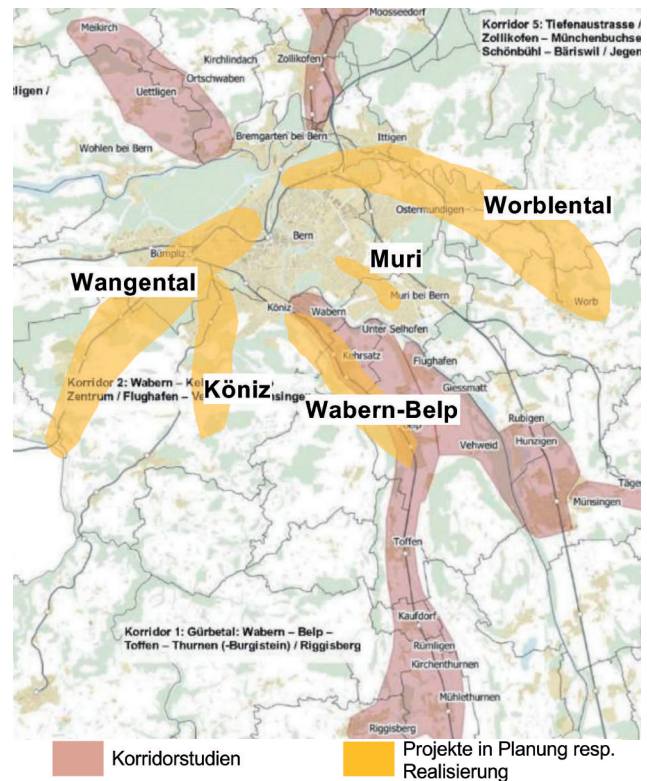 Moosseedorf
Korridor 5: Tiefenaustrasse /
Zollikofen – Münchenbuchse
Schönbühl – Bäriswil / Jegen
Meikirch
Kirchlindach
Zollikofen
Ortschwaben
tligen /
Uettligen
Bremgarten bei Bern
Ittigen
Wohlen bei Bern
Worblental
Ostermundigen
Bern
Bümpliz
Muri
Wangental
Muri bei Bern
Worb
Köniz
Wabern
Unter Selhofen
Kehrsatz
Flughafen
Korridor 2: Wabern – Ke
Zentrum / Flughafen – Ve
nsinge
Köniz
Giessmatt
Wabern-Belp
Rubigen
Vehweid
Hunzigen
Täge
Münsingen
Toffen
Kaufdorf
Korridor 1: Gürbetal: Wabern – Belp –
Toffen – Thurnen (-Burgistein) / Riggisberg
Rümligen
Kirchenthurnen
Mühlethurnen
Riggisberg
Korridorstudien
Projekte in Planung resp.
Realisierung